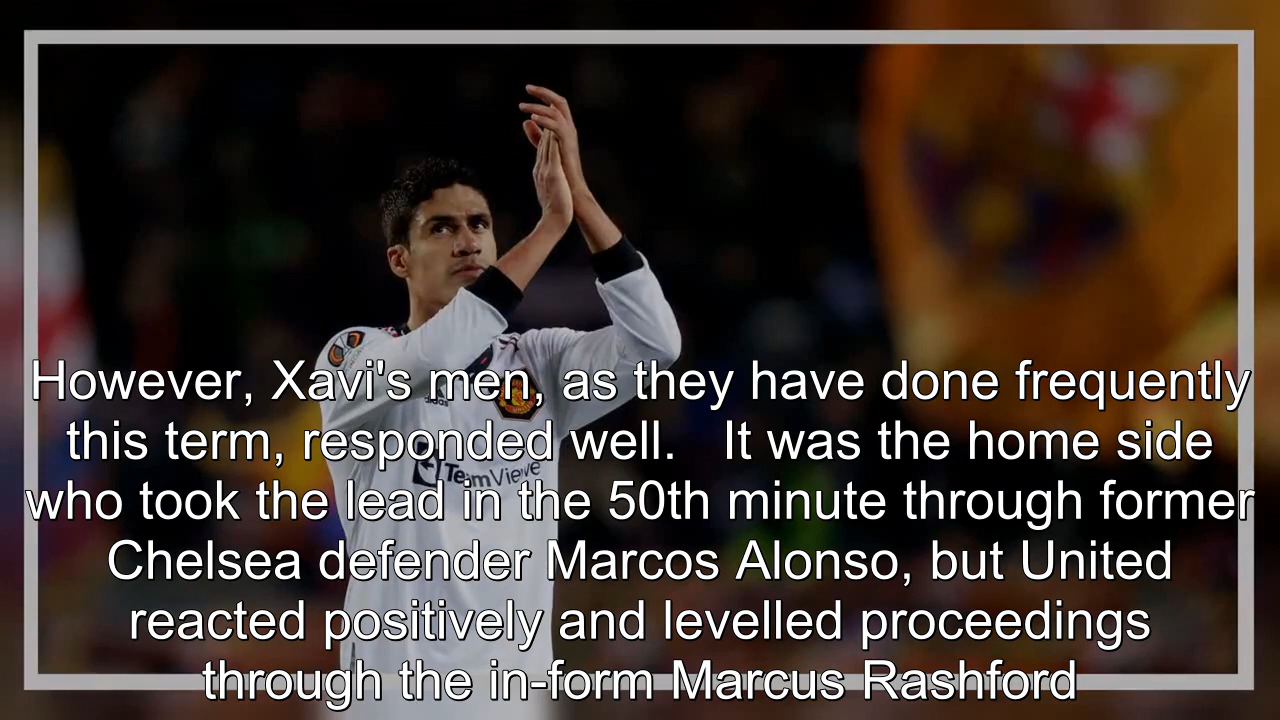 However, Xavi's men, as they have done frequently
this term, responded well.   It was the home side
who took the lead in the 50th minute through former
Chelsea defender Marcos Alonso, but United
reacted positively and levelled proceedings
through the in-form Marcus Rashford
adidas
TeamViewe